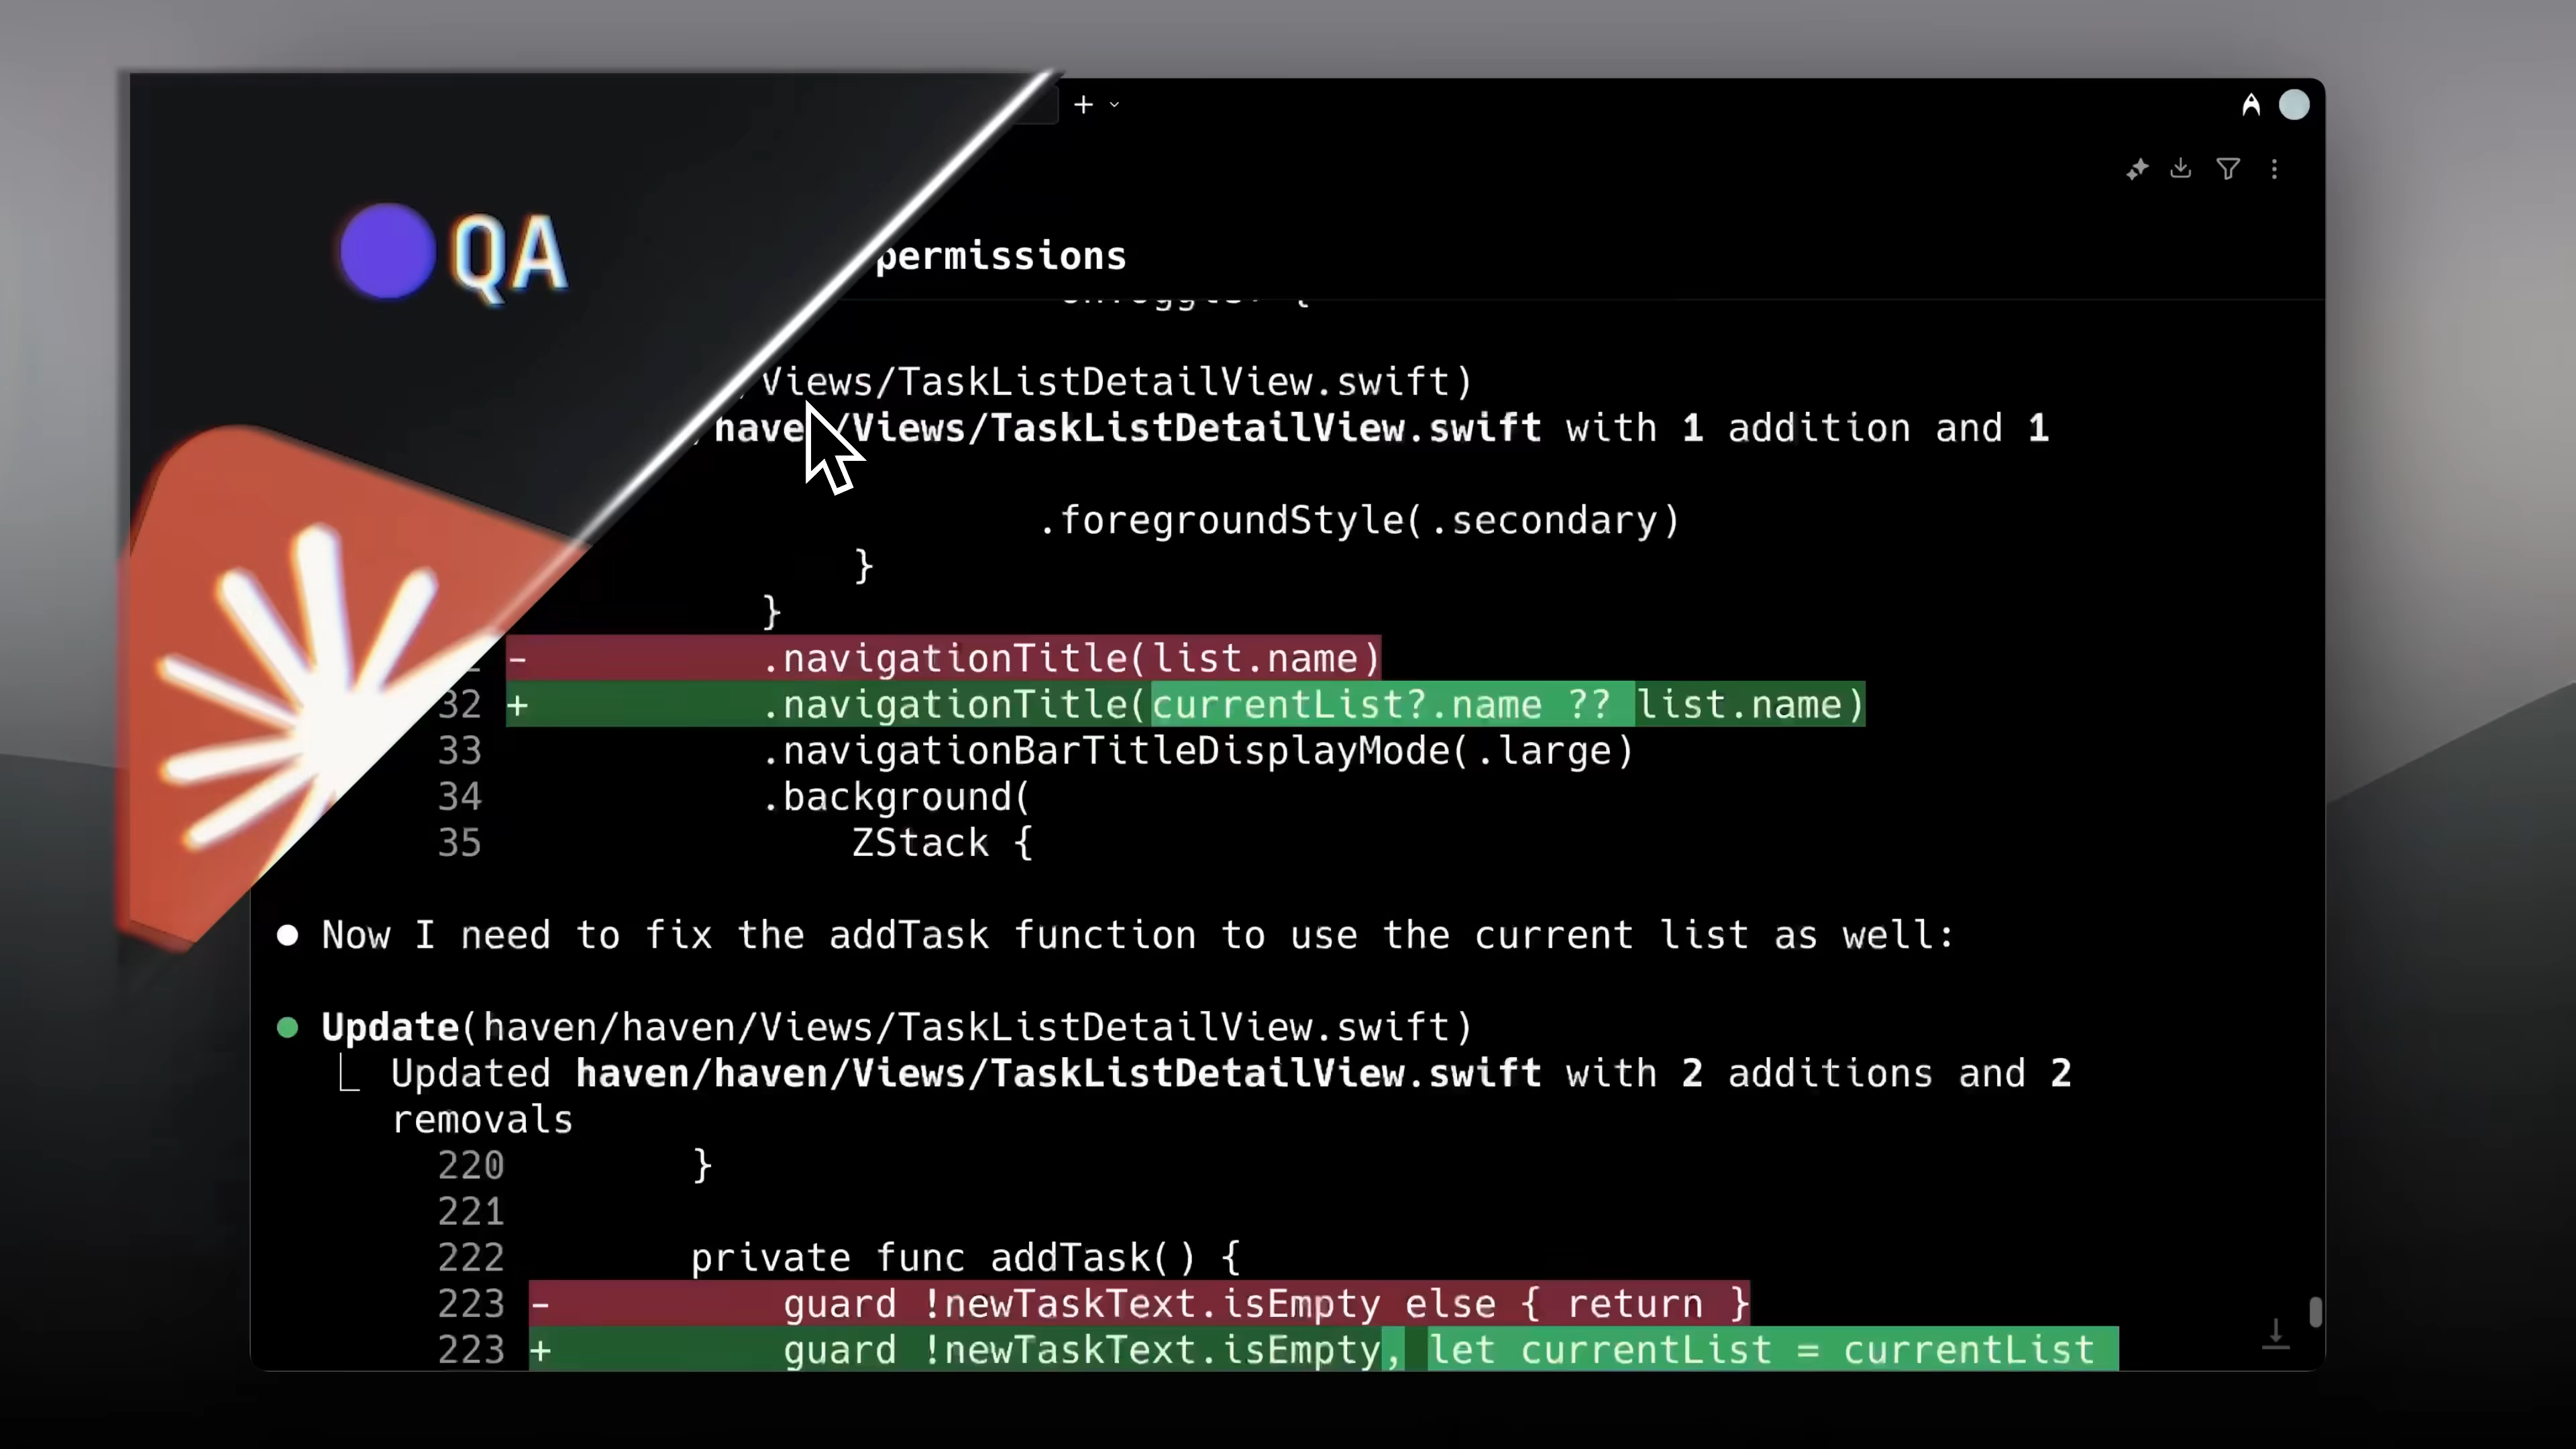 QA
permissions
Views/TaskListDetailView.swift)
/haven/Views/TaskListDetailView.swift with 1 addition and 1
.foregroundStyle(.secondary)
}
}
- .navigationTitle(list.name)
32 + .navigationTitle(currentList?.name ?? list.name)
33 .navigationBarTitleDisplayMode(.large)
34 .background(
35 ZStack {
Now I need to fix the addTask function to use the current list as well:
Update(haven/haven/Views/TaskListDetailView.swift)
Updated haven/haven/Views/TaskListDetailView.swift with 2 additions and 2
removals
220 }
221
222 private func addTask() {
223 - guard !newTaskText.isEmpty else { return }
223 + guard !newTaskText.isEmpty, let currentList = currentList